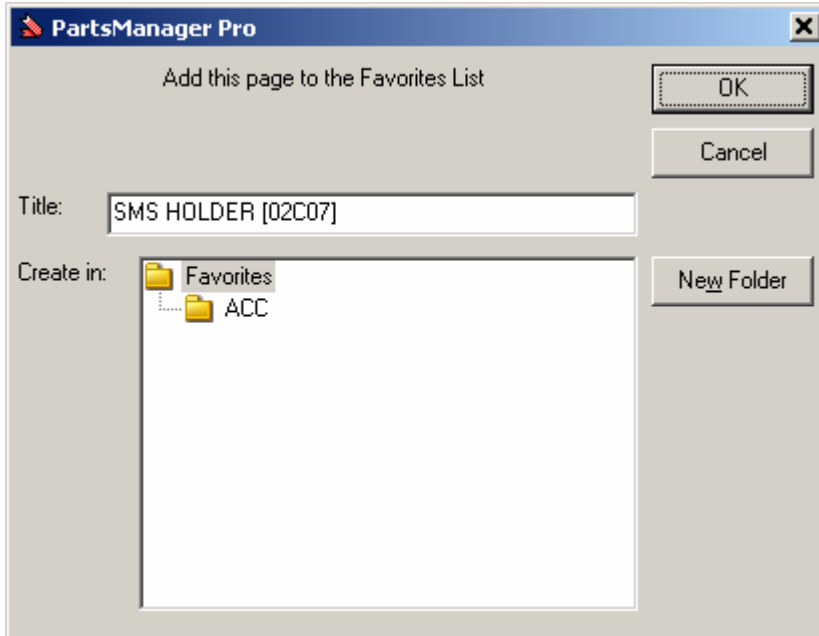 PartsManager Pro
Add this page to the Favorites List
OK
Cancel
Title:
SMS HOLDER [02C07]
Create in:
Favorites
ACC
New Folder